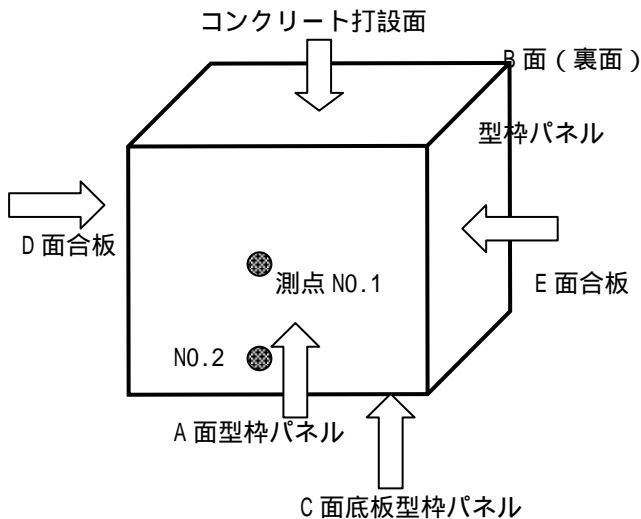 コンクリート打設面
B面(裏面)
型枠パネル
D面合板
測点 NO.1
E面合板
NO.2
A面型枠パネル
C面底板型枠パネル